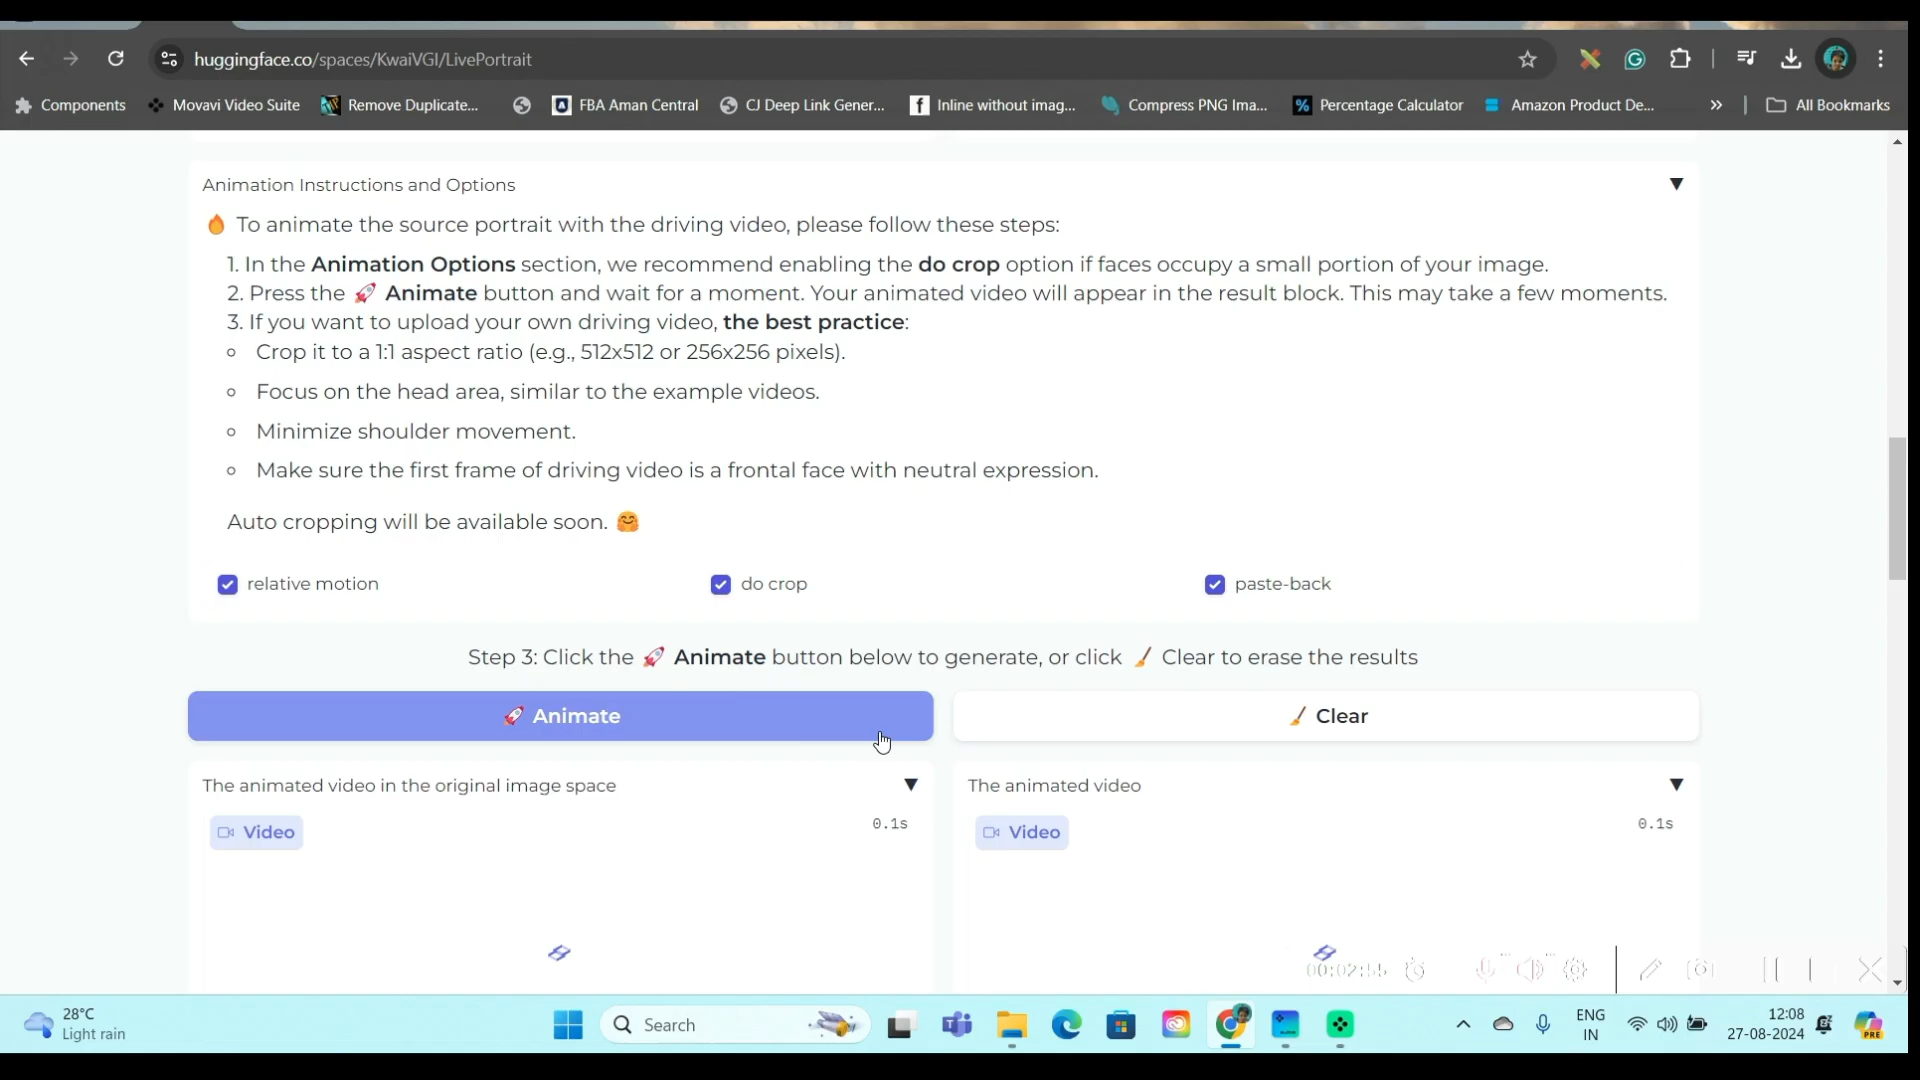 huggingface.co/spaces/KwaiVGI/LivePortrait
Components
Movavi Video Suite
Remove Duplicate...
FBA Aman Central
CJ Deep Link Gener...
Inline without imag...
Compress PNG Ima...
Percentage Calculator
Amazon Product De...
»
All Bookmarks
Animation Instructions and Options
To animate the source portrait with the driving video, please follow these steps:
1. In the Animation Options section, we recommend enabling the do crop option if faces occupy a small portion of your image.
2. Press the 🚀 Animate button and wait for a moment. Your animated video will appear in the result block. This may take a few moments.
3. If you want to upload your own driving video, the best practice:
Crop it to a 1:1 aspect ratio (e.g., 512x512 or 256x256 pixels).
Focus on the head area, similar to the example videos.
Minimize shoulder movement.
Make sure the first frame of driving video is a frontal face with neutral expression.
Auto cropping will be available soon. 🤗
relative motion
do crop
paste-back
Step 3: Click the 🚀 Animate button below to generate, or click 🖌️ Clear to erase the results
Animate
Clear
The animated video in the original image space
The animated video
Video
0.1s
Video
0.1s
00:02:55
28°C
Light rain
Search
ENG
IN
12:08
27-08-2024
PRE